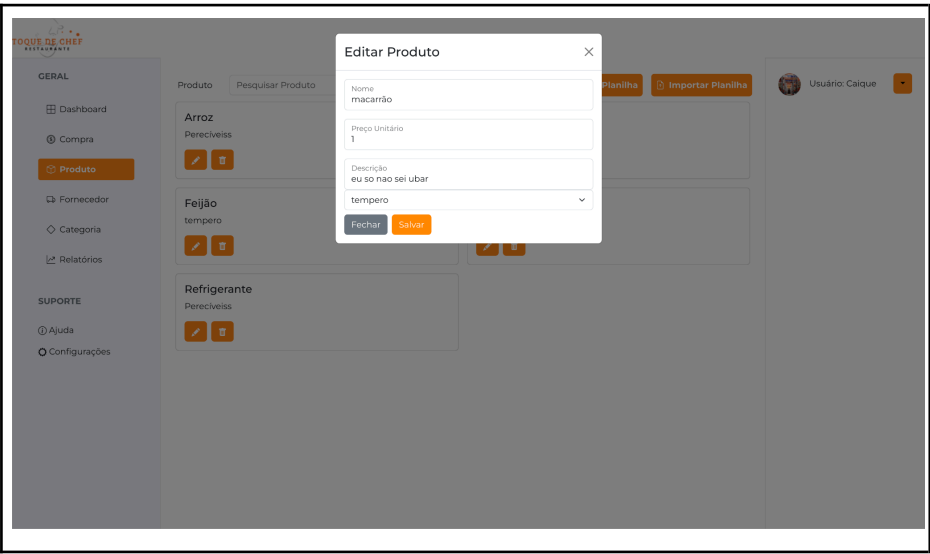 TOQUE DE CHEF
RESTAURANTE
GERAL
Dashboard
Compra
Produto
Fornecedor
Categoria
Relatórios
SUPORTE
Ajuda
Configurações
Produto
Pesquisar Produto
Planilha
Importar Planilha
Usuário: Caique
Arroz
Perecíveiss
Feijão
tempero
Refrigerante
Perecíveiss
Editar Produto
Nome
macarrão
Preço Unitário
1
Descrição
eu so nao sei ubar
tempero
Fechar
Salvar